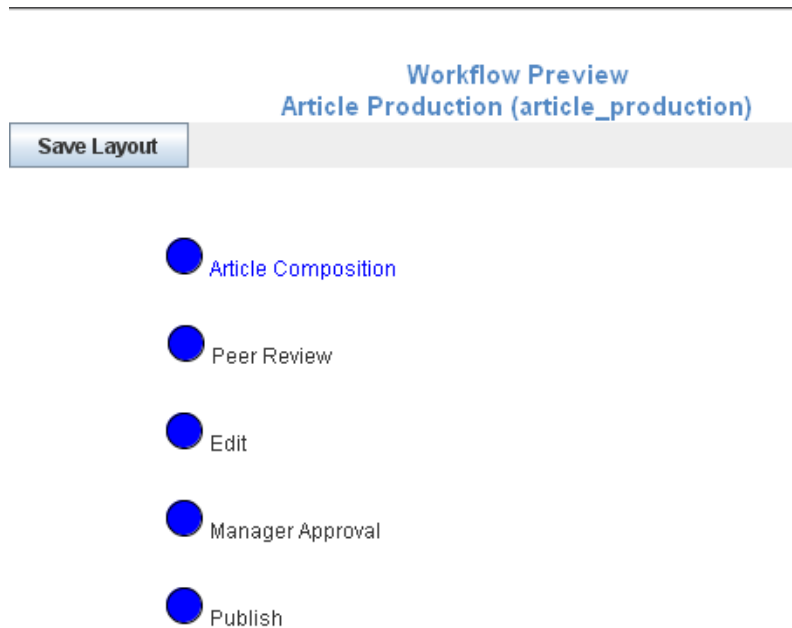 Workflow Preview
Article Production (article_production)
Save Layout
Article Composition
Peer Review
Edit
Manager Approval
Publish